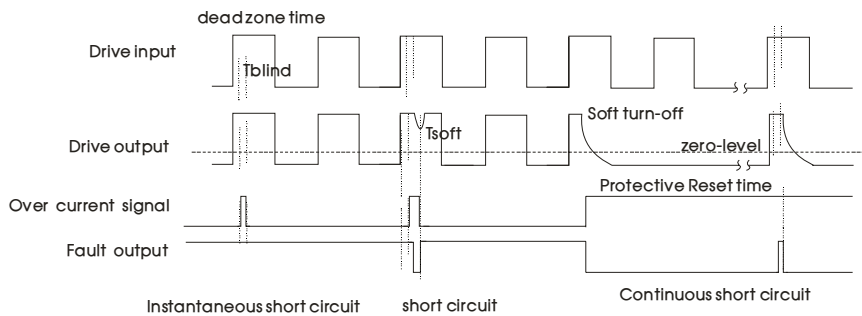 dead zone time
Drive input
Tblind
Soft turn-off
Tsoft
Drive output
zero-level
Protective Reset time
Over current signal
Fault output
Instantaneous short circuit
short circuit
Continuous short circuit